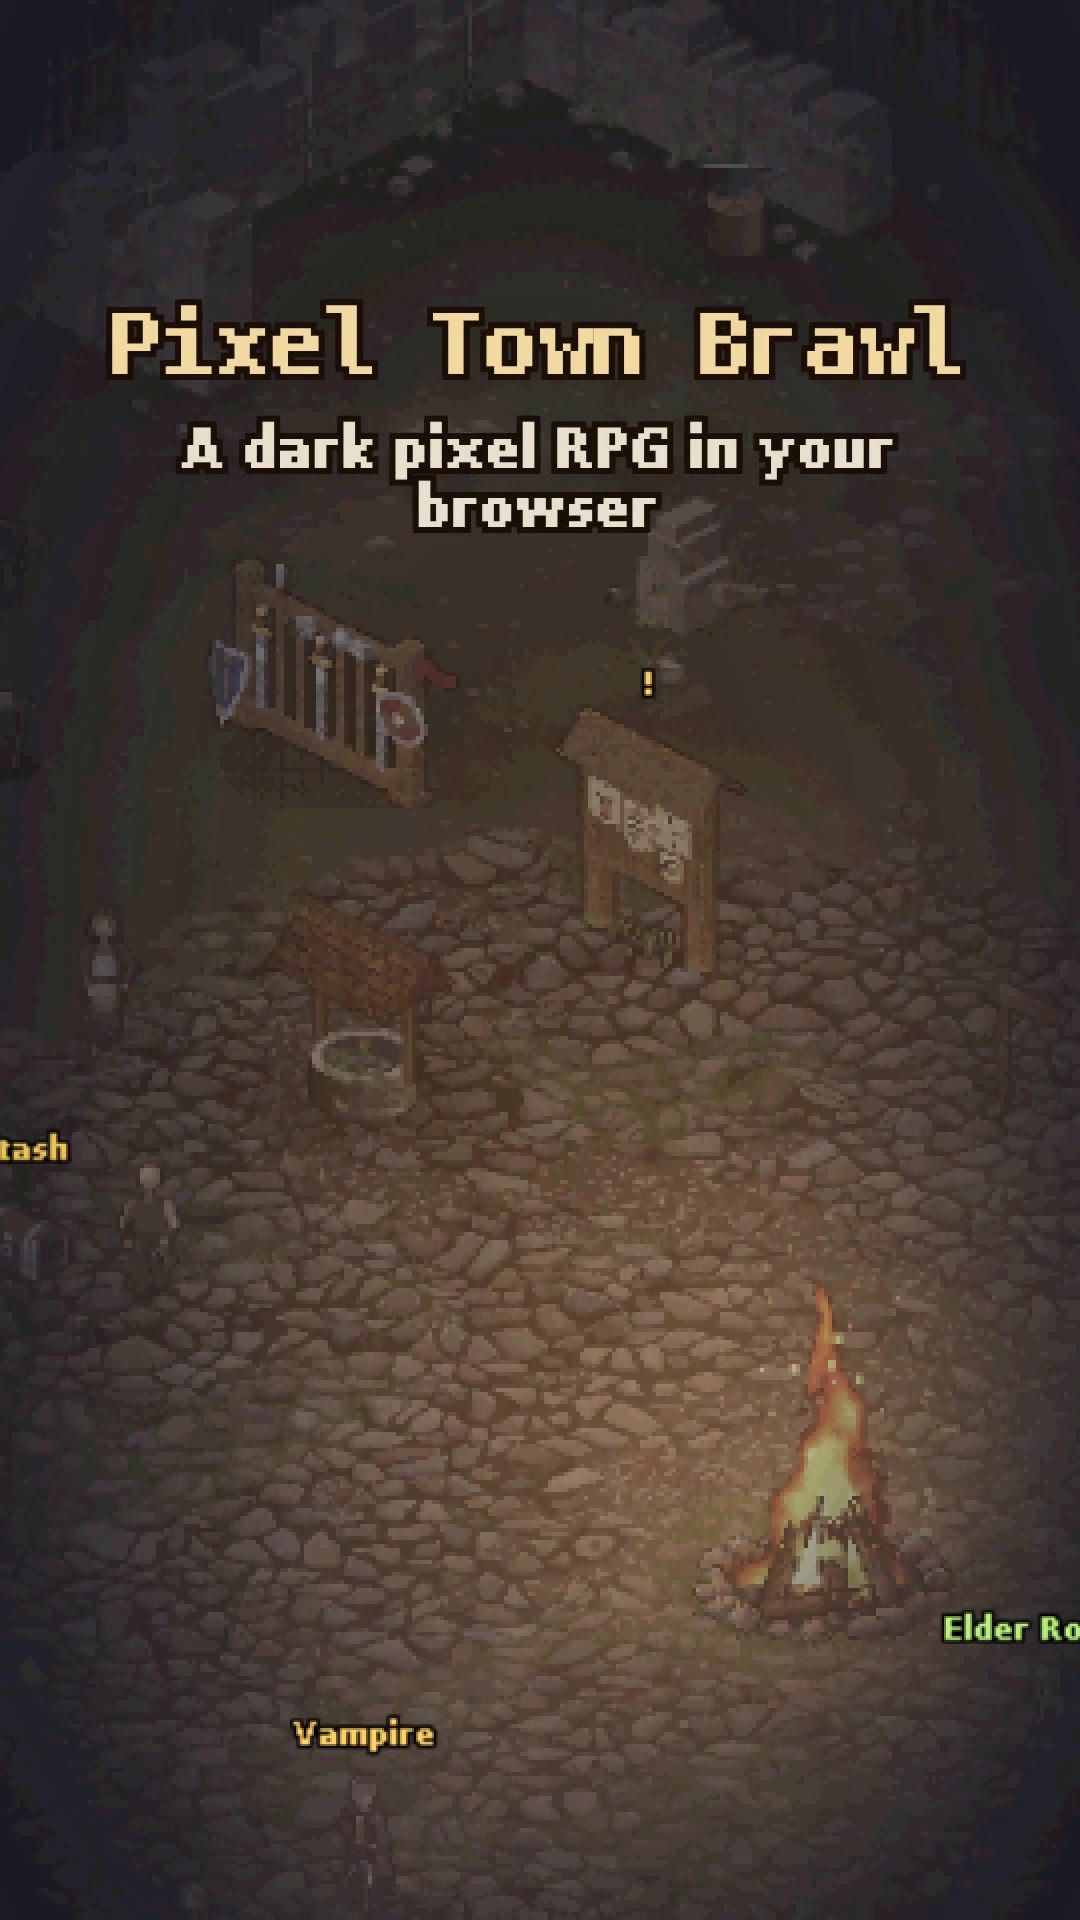 Pixel Town Brawl
A dark pixel RPG in your
browser
!
tash
Elder Ro
Vampire